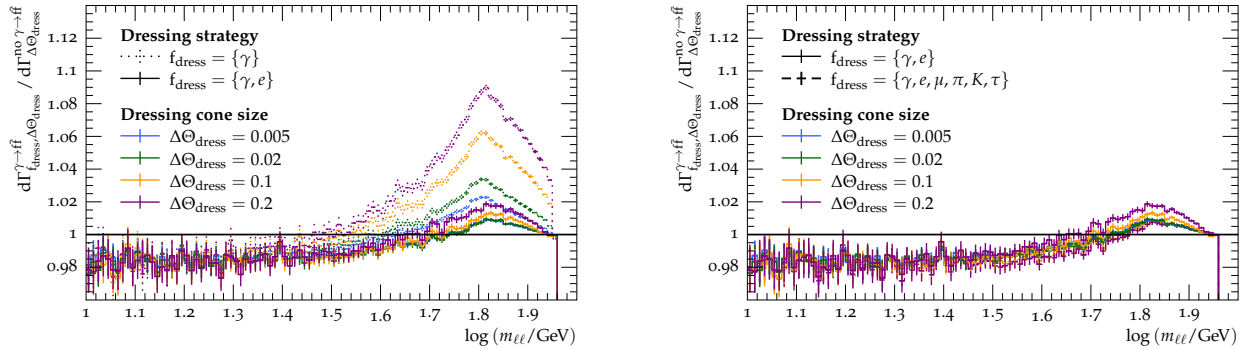 dΓ^{γ→ff̄}_{f_dress,ΔΘ_dress} / dΓ^{no γ→ff̄}_{ΔΘ_dress}
1.12
1.1
1.08
1.06
1.04
1.02
1
0.98
Dressing strategy
f_dress = {γ}
f_dress = {γ, e}
Dressing cone size
ΔΘ_dress = 0.005
ΔΘ_dress = 0.02
ΔΘ_dress = 0.1
ΔΘ_dress = 0.2
1 1.1 1.2 1.3 1.4 1.5 1.6 1.7 1.8 1.9
log (m_ℓℓ/GeV)
dΓ^{γ→ff̄}_{f_dress,ΔΘ_dress} / dΓ^{no γ→ff̄}_{ΔΘ_dress}
1.12
1.1
1.08
1.06
1.04
1.02
1
0.98
Dressing strategy
f_dress = {γ, e}
f_dress = {γ, e, μ, π, K, τ}
Dressing cone size
ΔΘ_dress = 0.005
ΔΘ_dress = 0.02
ΔΘ_dress = 0.1
ΔΘ_dress = 0.2
1 1.1 1.2 1.3 1.4 1.5 1.6 1.7 1.8 1.9
log (m_ℓℓ/GeV)